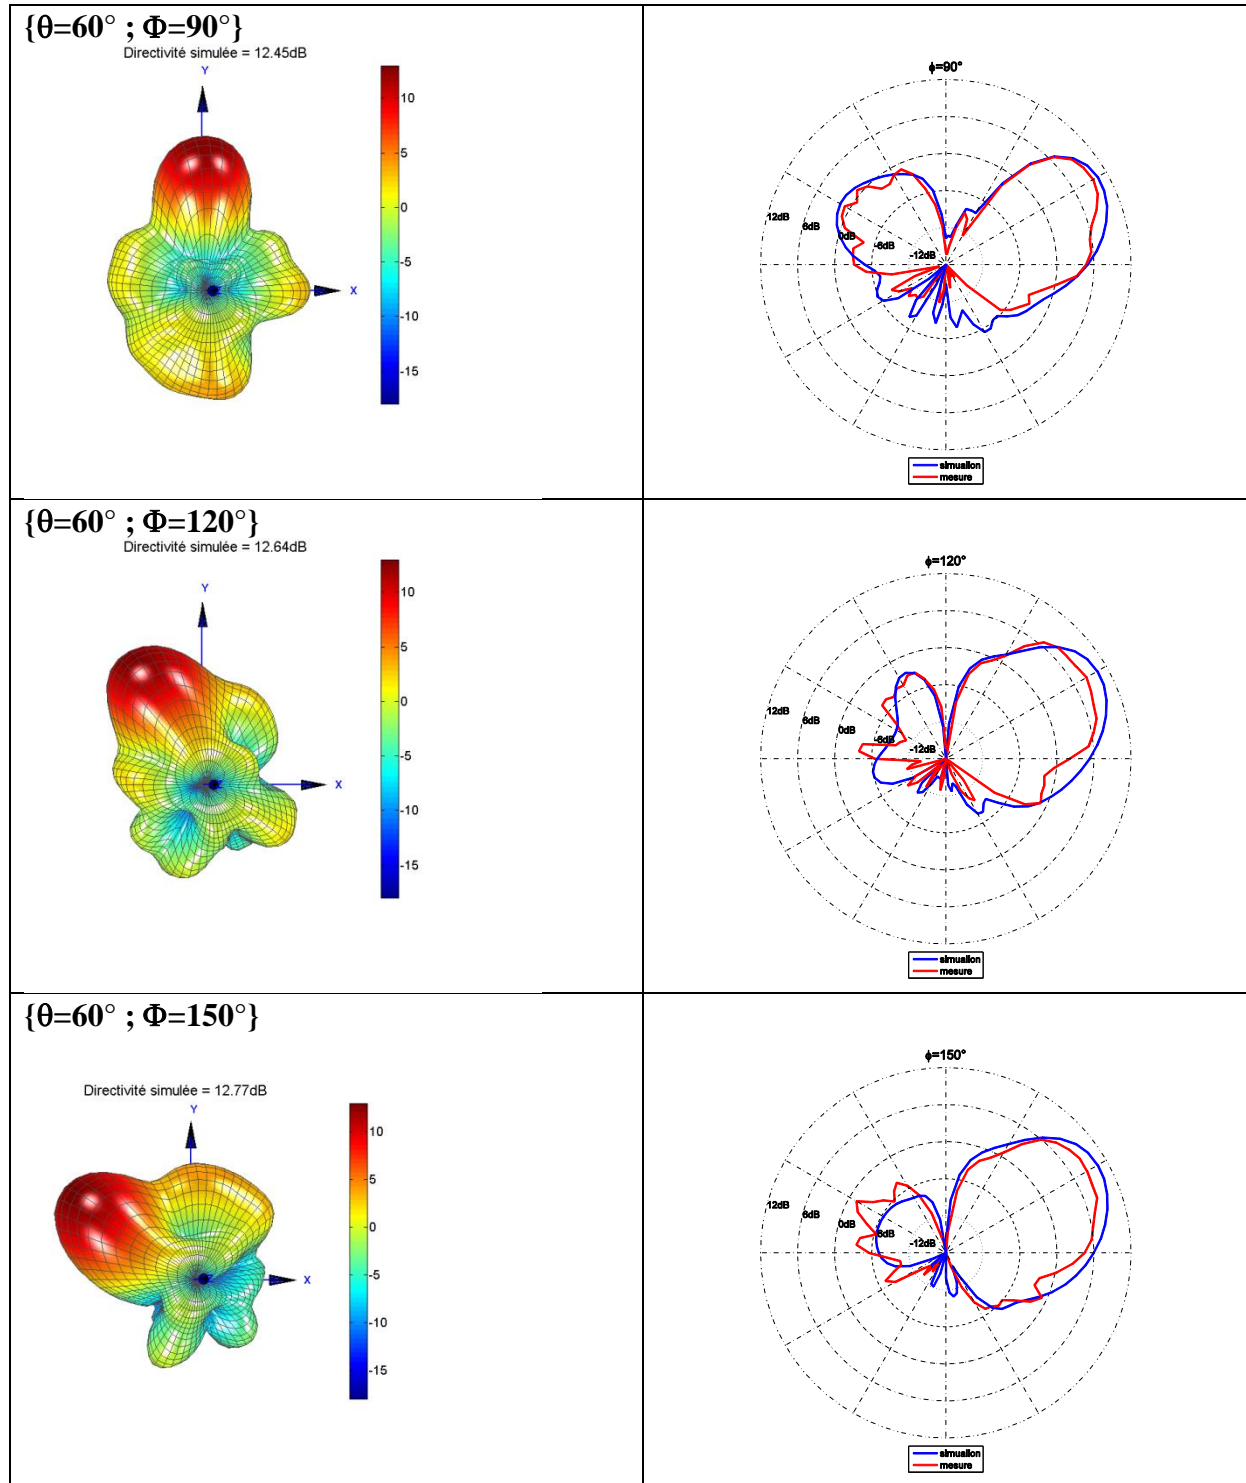 {θ=60° ; Φ=90°}
Directivité simulée = 12.45dB
Y
X
10
5
0
-5
-10
-15
ϕ=90°
12dB
6dB
0dB
-6dB
-12dB
simualion
mesure
{θ=60° ; Φ=120°}
Directivité simulée = 12.64dB
Y
X
10
5
0
-5
-10
-15
ϕ=120°
12dB
6dB
0dB
-6dB
-12dB
simualion
mesure
{θ=60° ; Φ=150°}
Directivité simulée = 12.77dB
Y
X
10
5
0
-5
-10
-15
ϕ=150°
12dB
6dB
0dB
-6dB
-12dB
simualion
mesure